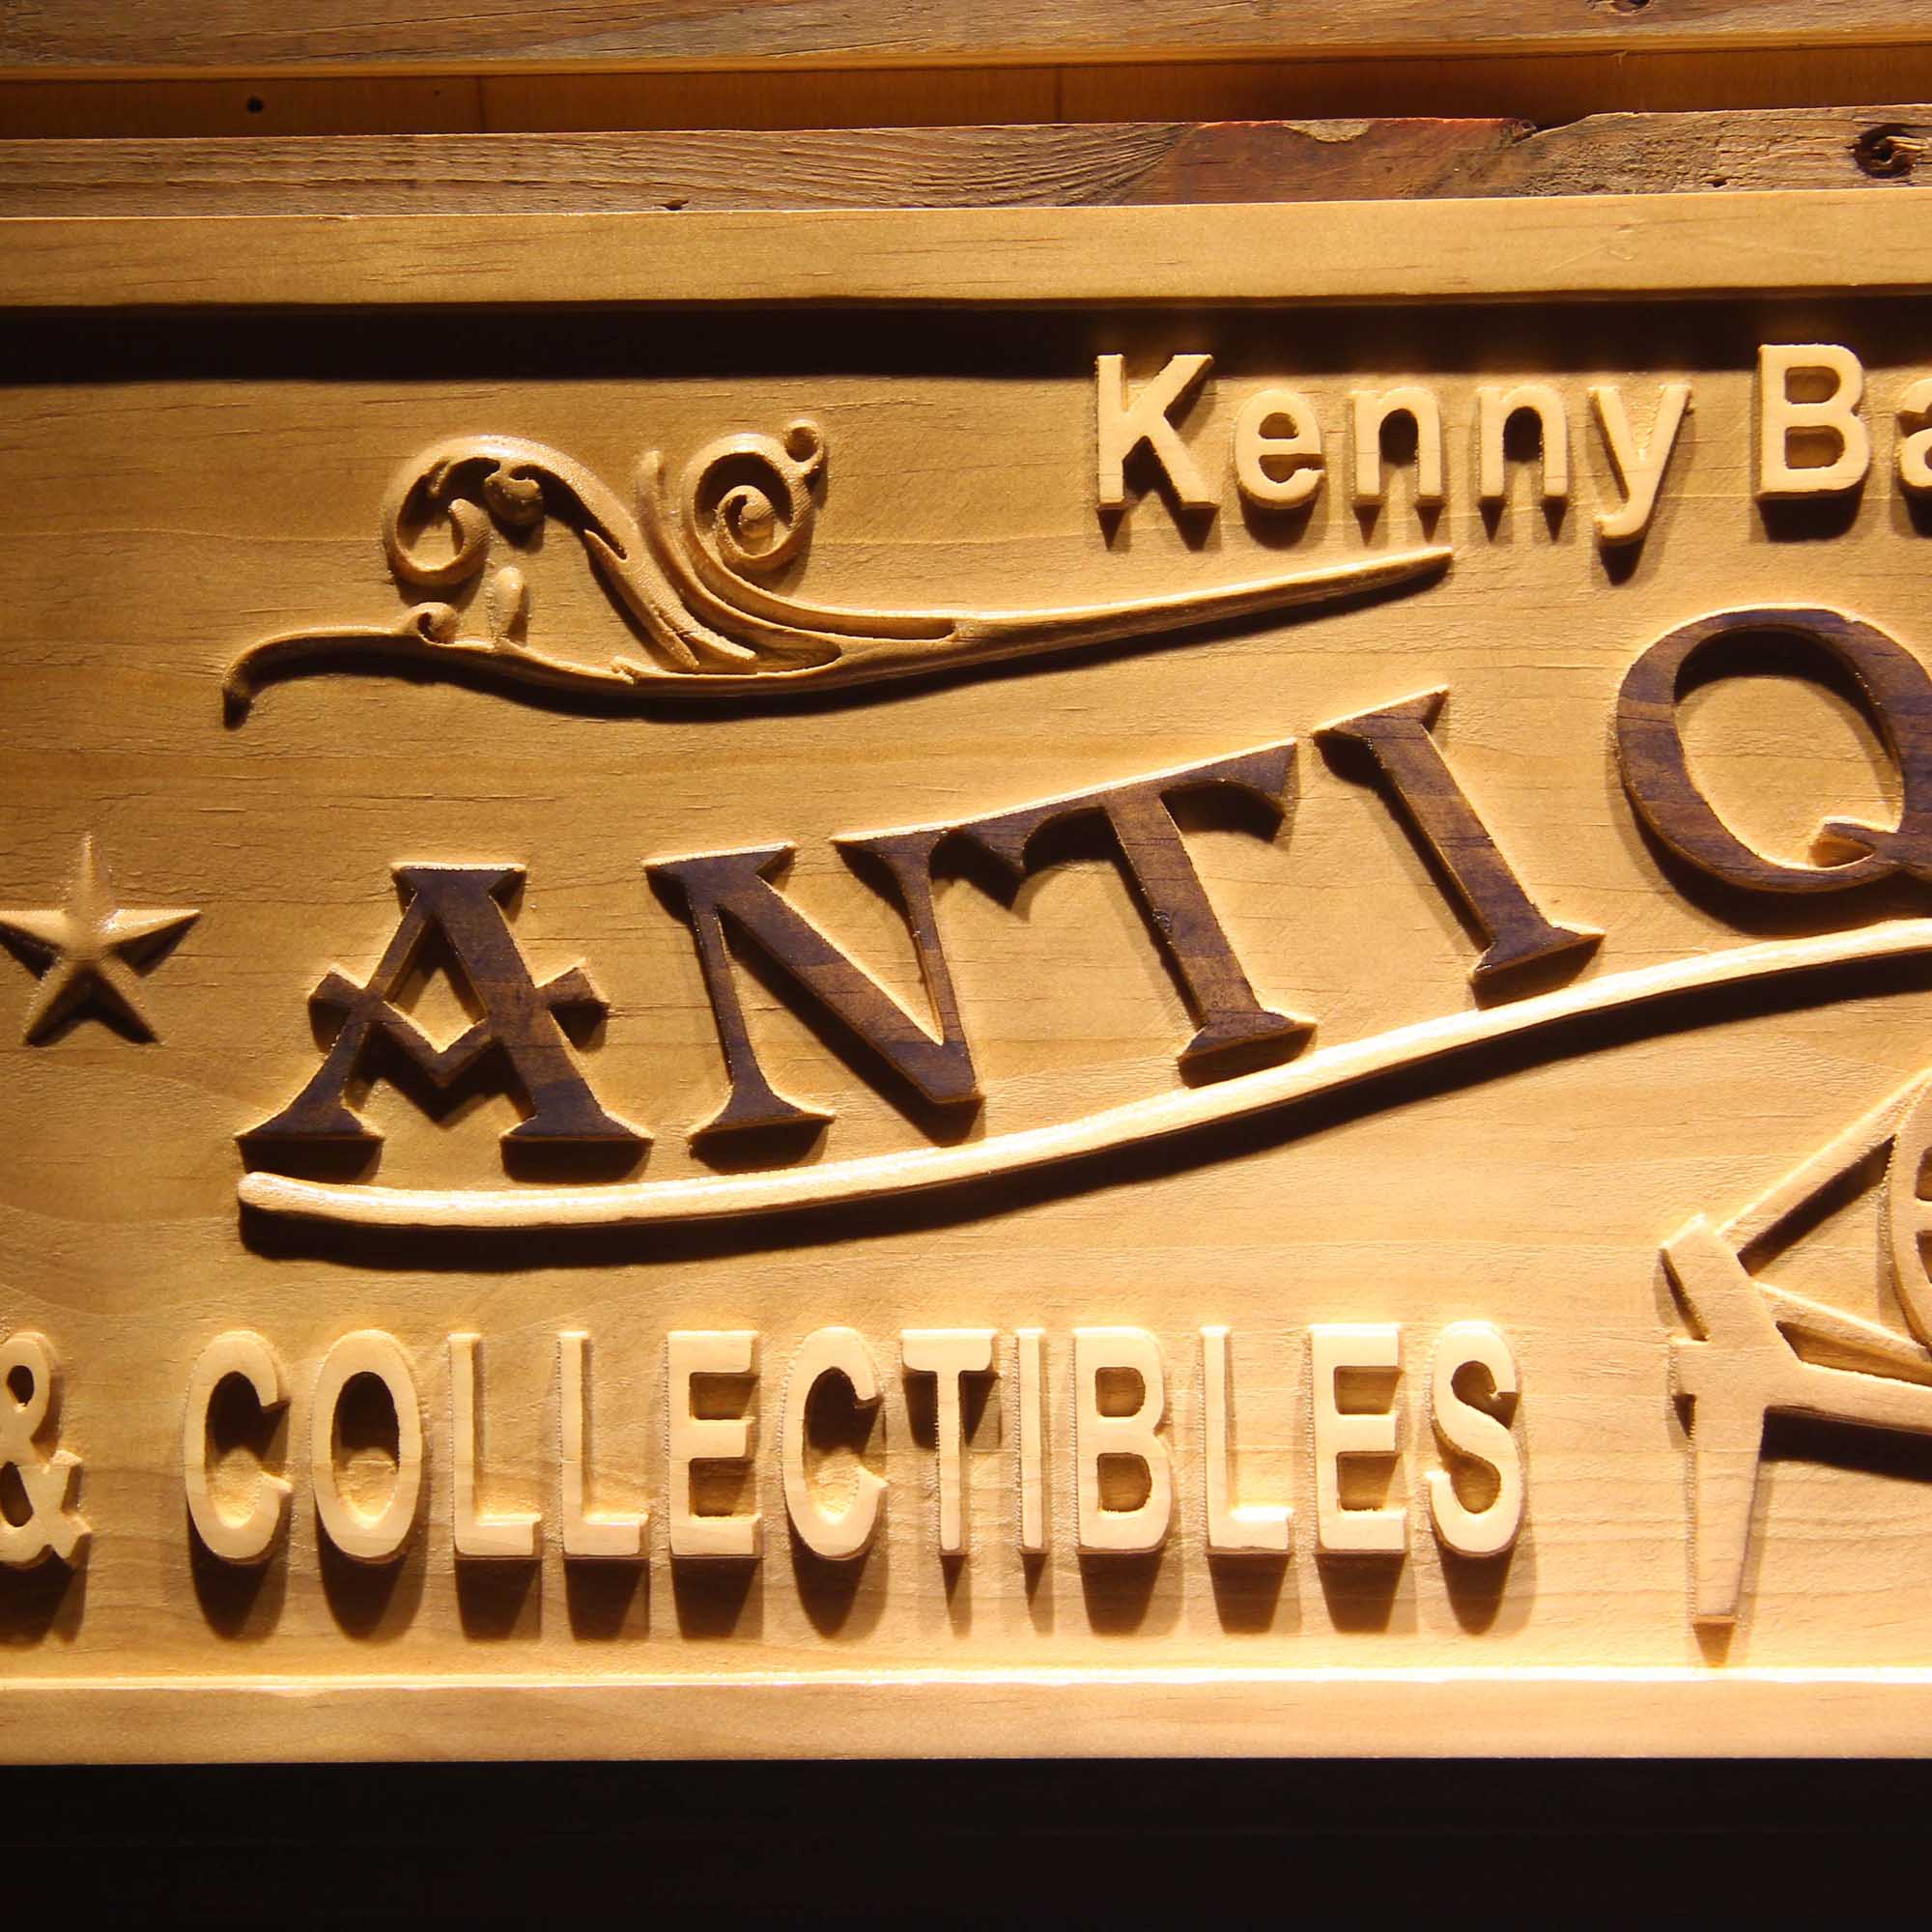 Kenny Ba
ANTIQ
& COLLECTIBLES